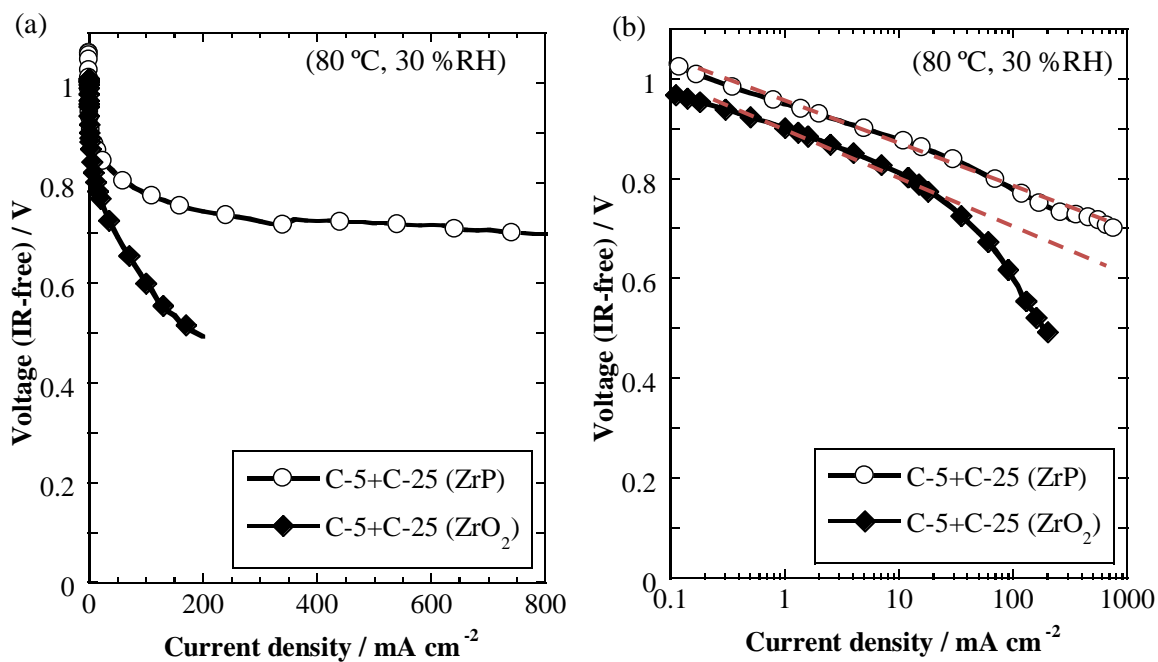 (a)
(80 ºC, 30 %RH)
Voltage (IR-free) / V
1
0.8
0.6
0.4
0.2
0
C-5+C-25 (ZrP)
C-5+C-25 (ZrO2)
0 200 400 600 800
Current density / mA cm-2
(b)
(80 ºC, 30 %RH)
Voltage (IR-free) / V
1
0.8
0.6
0.4
0.2
0
C-5+C-25 (ZrP)
C-5+C-25 (ZrO2)
0.1 1 10 100 1000
Current density / mA cm-2